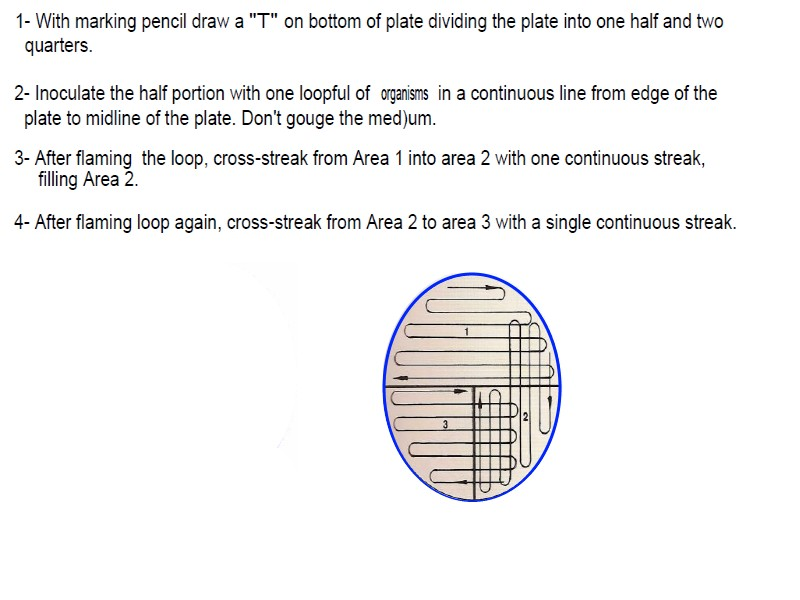 1- With marking pencil draw a "T" on bottom of plate dividing the plate into one half and two
quarters.
2- Inoculate the half portion with one loopful of organisms in a continuous line from edge of the
plate to midline of the plate. Don't gouge the med)um.
3- After flaming the loop, cross-streak from Area 1 into area 2 with one continuous streak,
filling Area 2.
4- After flaming loop again, cross-streak from Area 2 to area 3 with a single continuous streak.
1
2
3